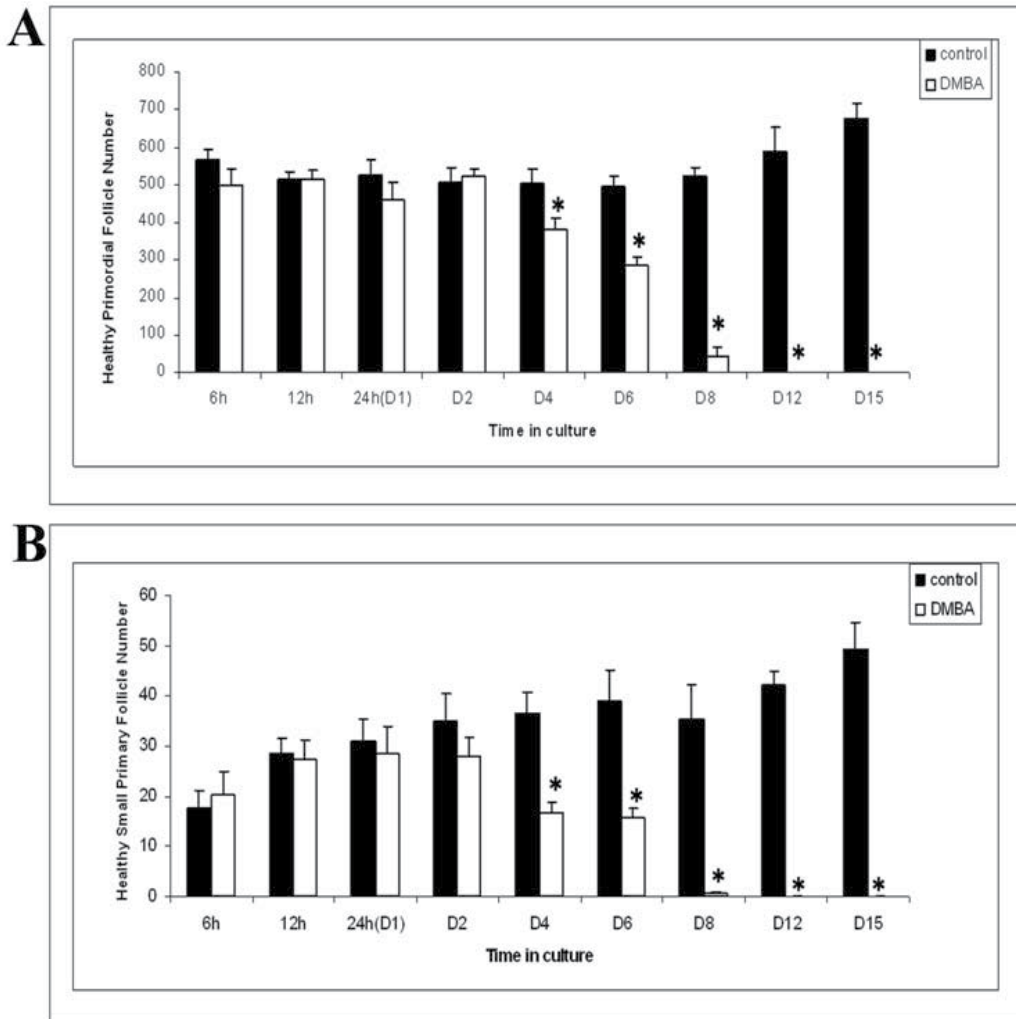 A
control
DMBA
Healthy Primordial Follicle Number
800
700
600
500
400
300
200
100
0
* * * * *
6h 12h 24h(D1) D2 D4 D6 D8 D12 D15
Time in culture
B
control
DMBA
Healthy Small Primary Follicle Number
60
50
40
30
20
10
0
* * * * *
6h 12h 24h(D1) D2 D4 D6 D8 D12 D15
Time in culture